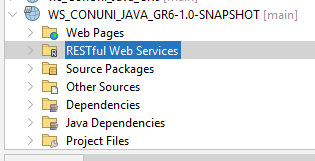 WS_CONUNI_JAVA_GR6-1.0-SNAPSHOT [main]
Web Pages
RESTful Web Services
Source Packages
Other Sources
Dependencies
Java Dependencies
Project Files